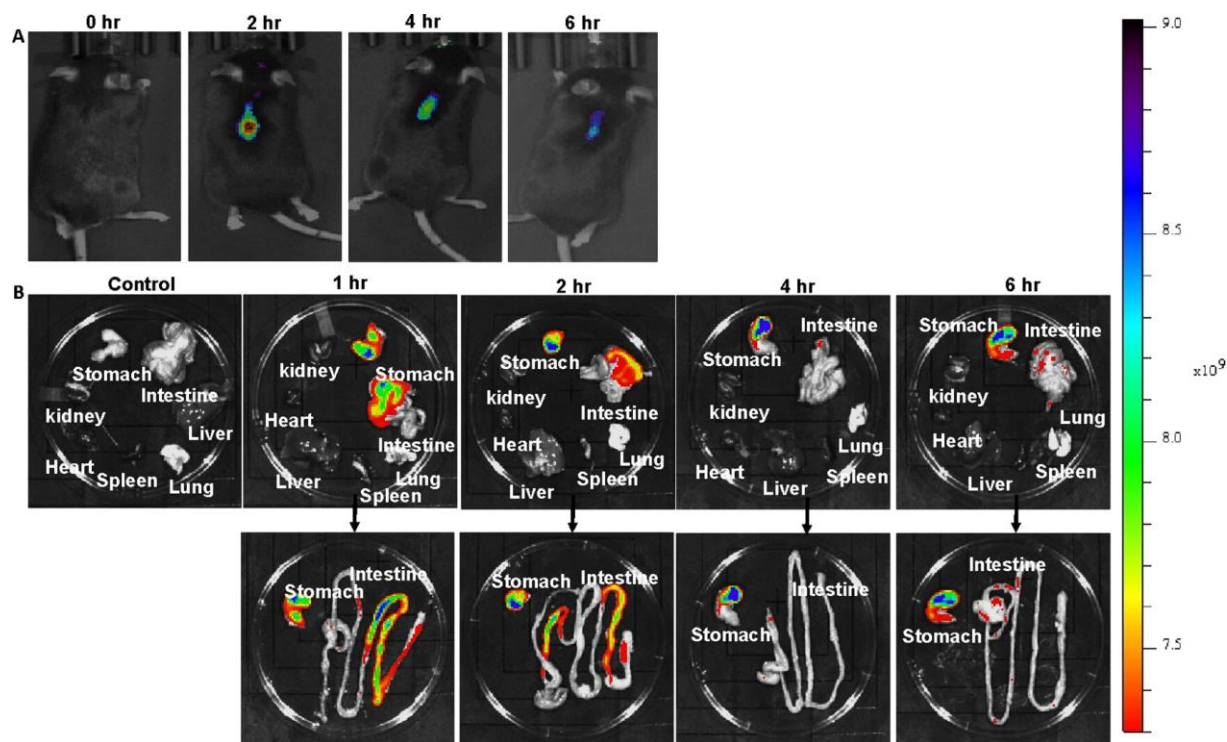 0 hr 2 hr 4 hr 6 hr
A
Control 1 hr 2 hr 4 hr 6 hr
B
Stomach
Intestine
kidney
Liver
Heart
Spleen
Lung
kidney
Stomach
Heart
Intestine
Liver
Lung
Spleen
Stomach
kidney
Intestine
Heart
Lung
Spleen
Liver
Intestine
Stomach
kidney
Lung
Heart
Spleen
Liver
Stomach
Intestine
kidney
Lung
Heart
Spleen
Liver
Intestine
Stomach
Intestine
Stomach
Intestine
Stomach
Intestine
Stomach
9.0
8.5
x10⁹
8.0
7.5